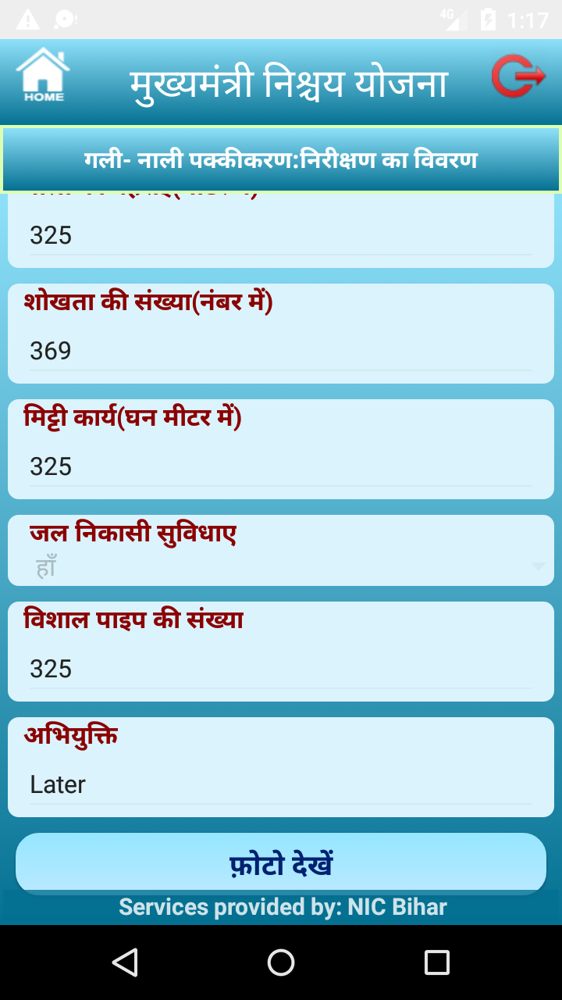 4G 1:17
HOME
मुख्यमंत्री निश्चय योजना
गली- नाली पक्कीकरण:निरीक्षण का विवरण
325
शोखता की संख्या(नंबर में)
369
मिट्टी कार्य(घन मीटर में)
325
जल निकासी सुविधाए
हाँ
विशाल पाइप की संख्या
325
अभियुक्ति
Later
फ़ोटो देखें
Services provided by: NIC Bihar